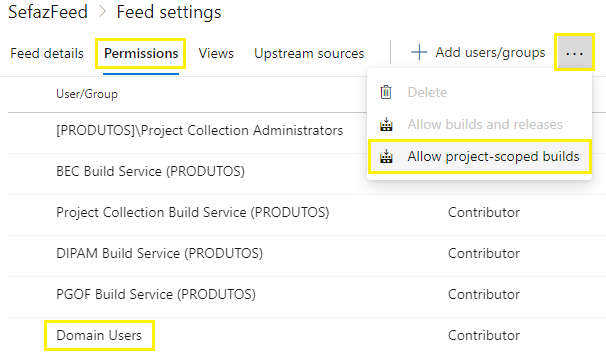 SefazFeed > Feed settings
Feed details Permissions Views Upstream sources + Add users/groups ...
User/Group
Delete
[PRODUTOS]\Project Collection Administrators
Allow builds and releases
BEC Build Service (PRODUTOS)
Allow project-scoped builds
Project Collection Build Service (PRODUTOS) Contributor
DIPAM Build Service (PRODUTOS) Contributor
PGOF Build Service (PRODUTOS) Contributor
Domain Users Contributor